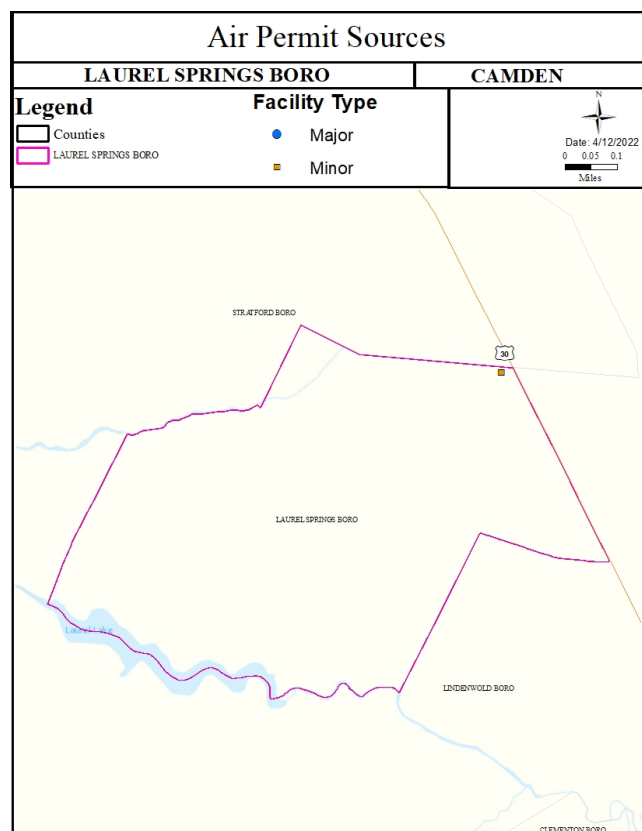 Air Permit Sources
LAUREL SPRINGS BORO
CAMDEN
Legend
Counties
LAUREL SPRINGS BORO
Facility Type
Major
Minor
N
Date: 4/12/2022
0 0.05 0.1
Miles
STRATFORD BORO
30
LAUREL SPRINGS BORO
Laurel Lake
LINDENWOLD BORO
CLEMENTON BORO